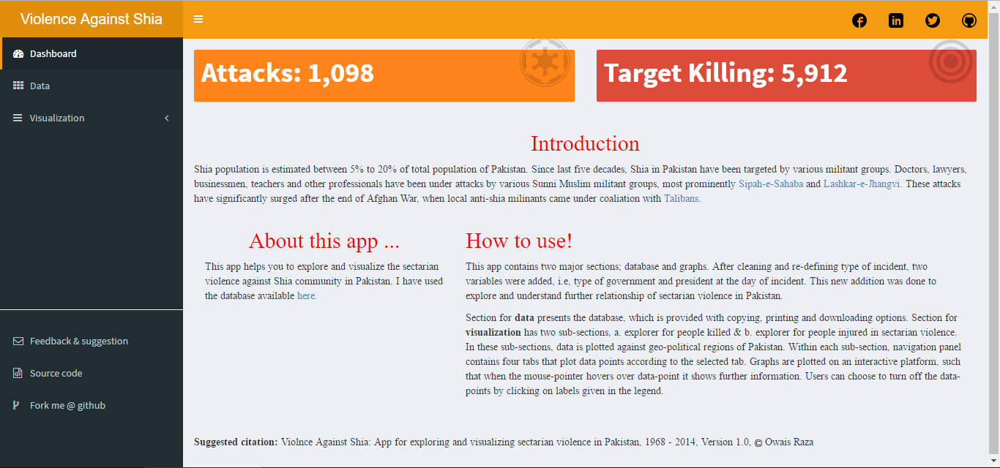 Violence Against Shia
Dashboard
Data
Visualization
Feedback & suggestion
Source code
Fork me @ github
Attacks: 1,098
Target Killing: 5,912
Introduction
Shia population is estimated between 5% to 20% of total population of Pakistan. Since last five decades, Shia in Pakistan have been targeted by various militant groups. Doctors, lawyers,
businessmen, teachers and other professionals have been under attacks by various Sunni Muslim militant groups, most prominently Sipah-e-Sahaba and Lashkar-e-Jhangvi. These attacks
have significantly surged after the end of Afghan War, when local anti-shia milinants came under coaliation with Talibans.
About this app ...
This app helps you to explore and visualize the sectarian
violence against Shia community in Pakistan. I have used
the database available here.
How to use!
This app contains two major sections; database and graphs. After cleaning and re-defining type of incident, two
variables were added, i.e, type of government and president at the day of incident. This new addition was done to
explore and understand further relationship of sectarian violence in Pakistan.
Section for data presents the database, which is provided with copying, printing and downloading options. Section for
visualization has two sub-sections, a. explorer for people killed & b. explorer for people injured in sectarian violence.
In these sub-sections, data is plotted against geo-political regions of Pakistan. Within each sub-section, navigation panel
contains four tabs that plot data points according to the selected tab. Graphs are plotted on an interactive platform, such
that when the mouse-pointer hovers over data-point it shows further information. Users can choose to turn off the data-
points by clicking on labels given in the legend.
Suggested citation: Violnce Against Shia: App for exploring and visualizing sectarian violence in Pakistan, 1968 - 2014, Version 1.0, © Owais Raza